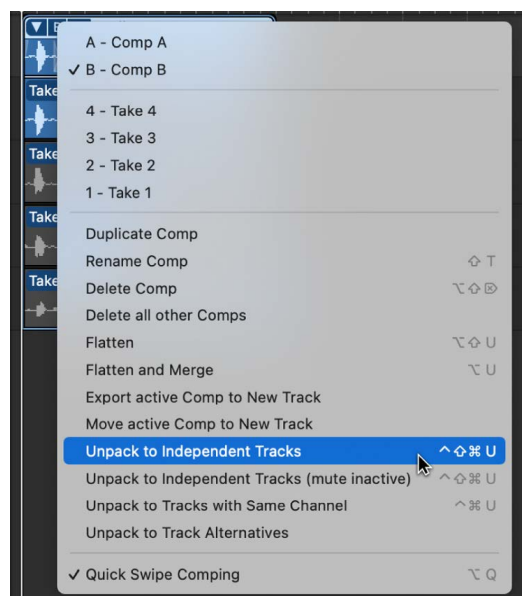 A - Comp A
✓ B - Comp B
Take
4 - Take 4
Take
3 - Take 3
2 - Take 2
1 - Take 1
Take
Duplicate Comp
Rename Comp ⇧ T
Take
Delete Comp ⌥ ⇧ ⌦
Delete all other Comps
Flatten ⌥ ⇧ U
Flatten and Merge ⌥ U
Export active Comp to New Track
Move active Comp to New Track
Unpack to Independent Tracks ^ ⇧ ⌘ U
Unpack to Independent Tracks (mute inactive) ^ ⇧ ⌘ U
Unpack to Tracks with Same Channel ^ ⌘ U
Unpack to Track Alternatives
✓ Quick Swipe Comping ⌥ Q